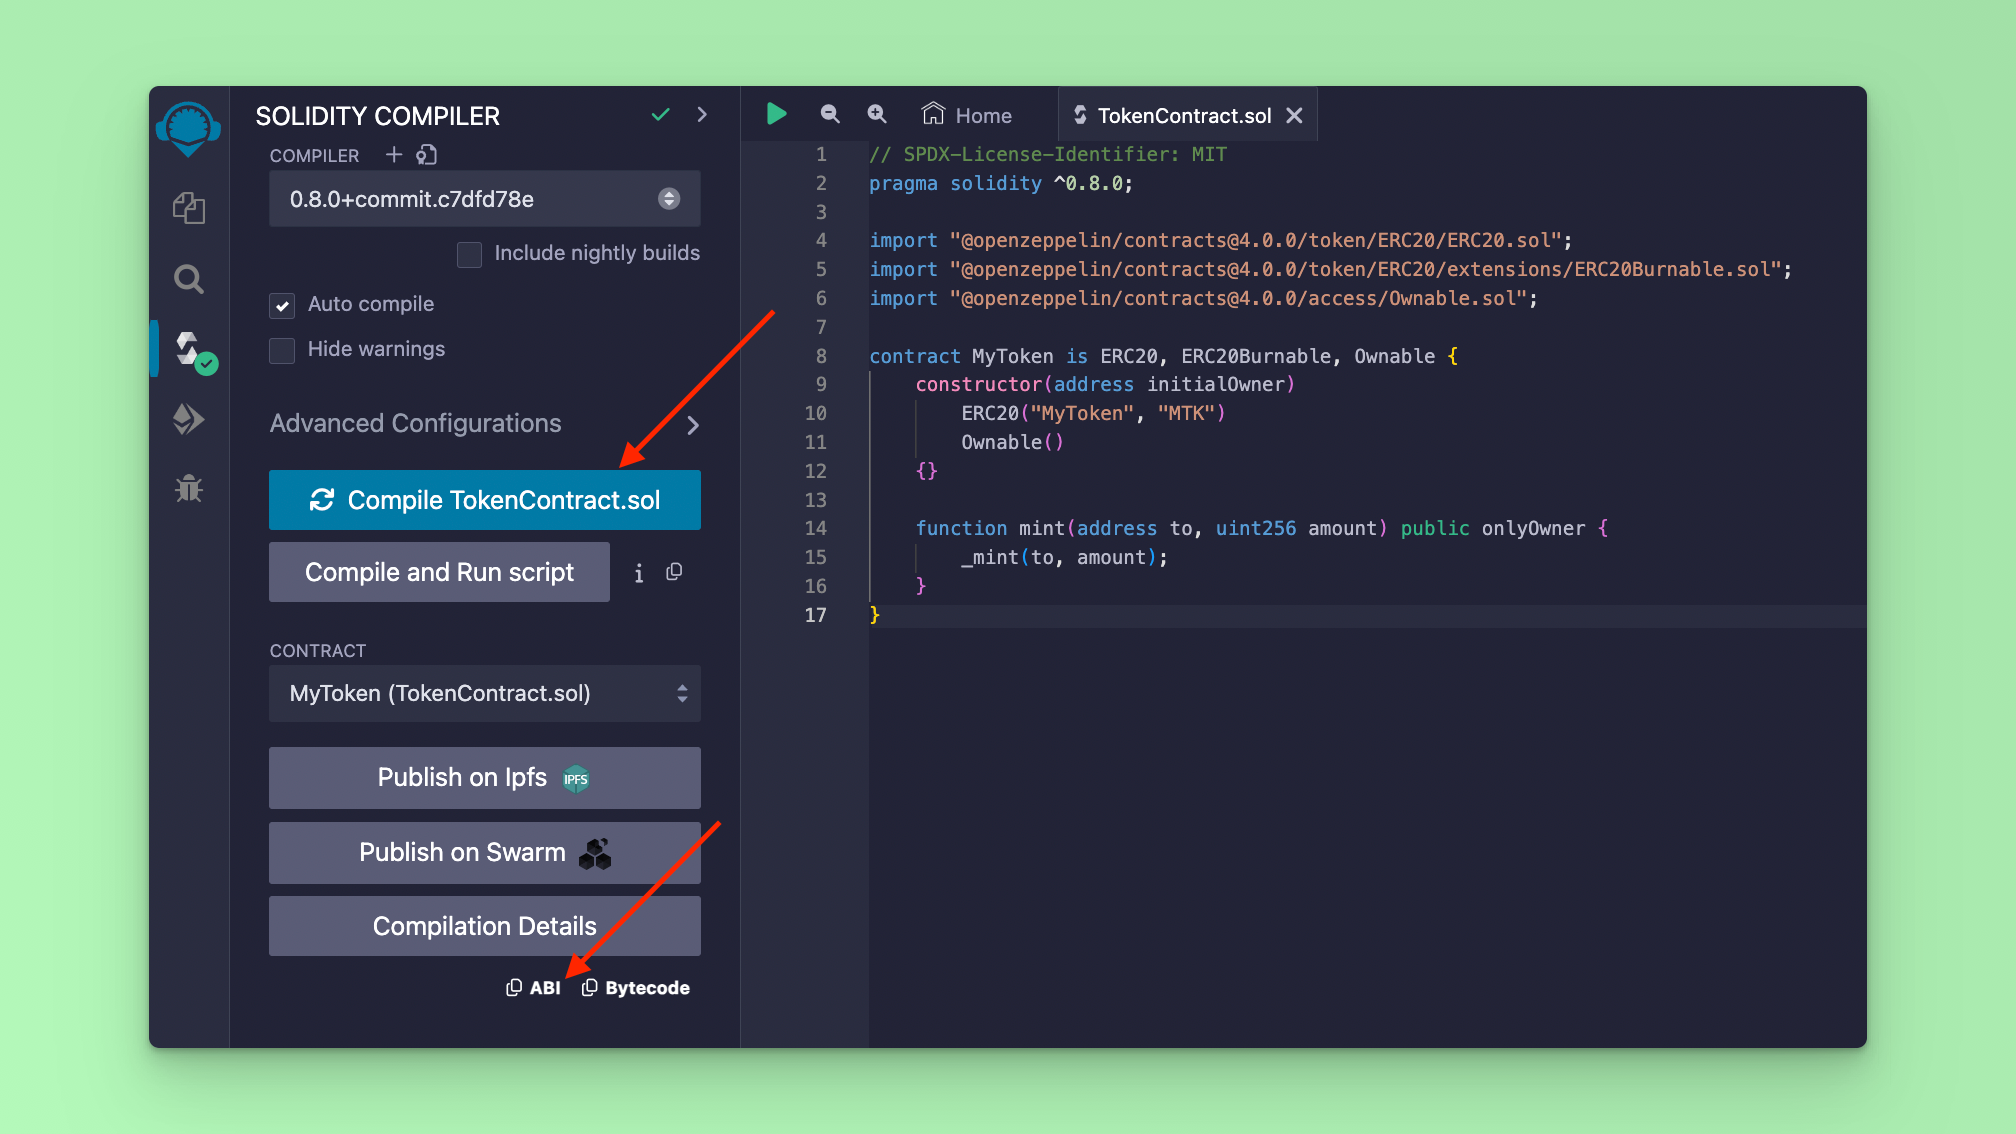 SOLIDITY COMPILER
COMPILER
0.8.0+commit.c7dfd78e
Include nightly builds
Auto compile
Hide warnings
Advanced Configurations
Compile TokenContract.sol
Compile and Run script
i
CONTRACT
MyToken (TokenContract.sol)
Publish on Ipfs IPFS
Publish on Swarm
Compilation Details
ABI Bytecode
Home TokenContract.sol
1 // SPDX-License-Identifier: MIT
2 pragma solidity ^0.8.0;
3
4 import "@openzeppelin/contracts@4.0.0/token/ERC20/ERC20.sol";
5 import "@openzeppelin/contracts@4.0.0/token/ERC20/extensions/ERC20Burnable.sol";
6 import "@openzeppelin/contracts@4.0.0/access/Ownable.sol";
7
8 contract MyToken is ERC20, ERC20Burnable, Ownable {
9 constructor(address initialOwner)
10 ERC20("MyToken", "MTK")
11 Ownable()
12 {}
13
14 function mint(address to, uint256 amount) public onlyOwner {
15 _mint(to, amount);
16 }
17 }